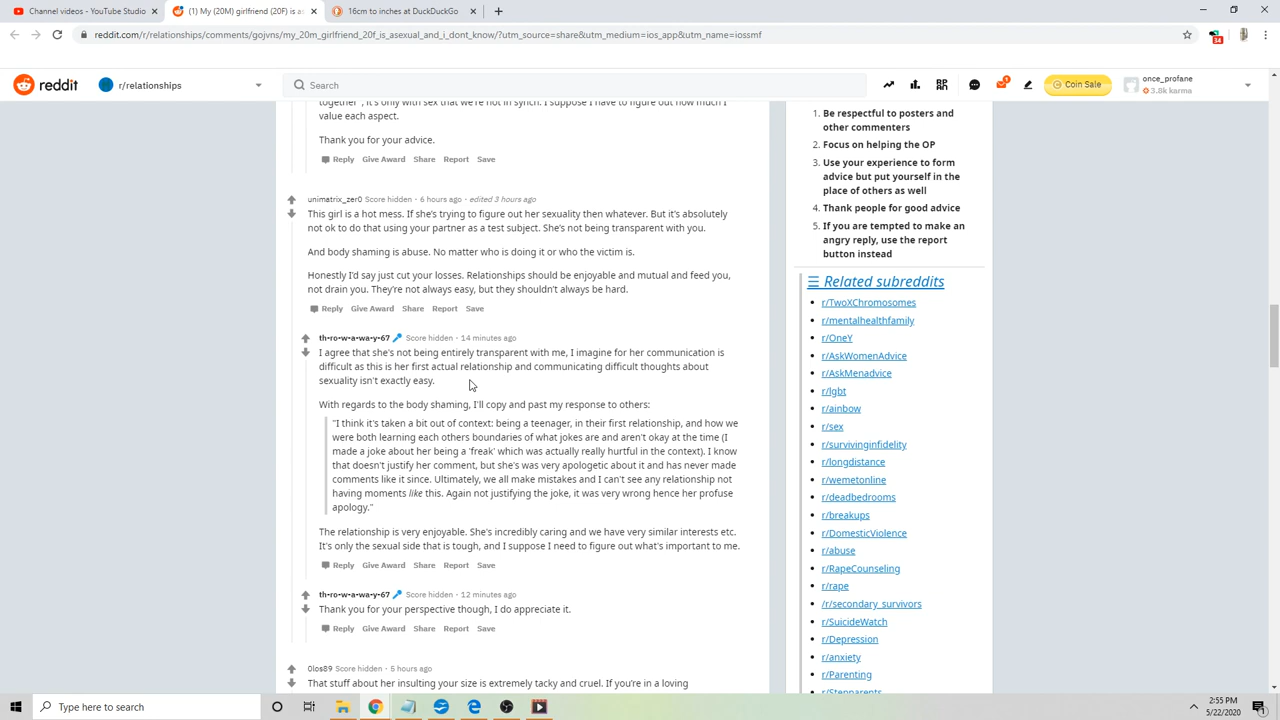 Channel videos - YouTube Studio
(1) My (20M) girlfriend (20F) is as
16cm to inches at DuckDuckGo
reddit.com/r/relationships/comments/gojvns/my_20m_girlfriend_20f_is_asexual_and_i_dont_know/?utm_source=share&utm_medium=ios_app&utm_name=iossmf
34
reddit
r/relationships
Search
1
Coin Sale
once_profane
3.8k karma
value each aspect.
Thank you for your advice.
Reply Give Award Share Report Save
unimatrix_zer0 Score hidden · 6 hours ago · edited 3 hours ago
This girl is a hot mess. If she's trying to figure out her sexuality then whatever. But it's absolutely
not ok to do that using your partner as a test subject. She's not being transparent with you.
And body shaming is abuse. No matter who is doing it or who the victim is.
Honestly I'd say just cut your losses. Relationships should be enjoyable and mutual and feed you,
not drain you. They're not always easy, but they shouldn't always be hard.
Reply Give Award Share Report Save
th-ro-w-a-wa-y-67 Score hidden · 14 minutes ago
I agree that she's not being entirely transparent with me, I imagine for her communication is
difficult as this is her first actual relationship and communicating difficult thoughts about
sexuality isn't exactly easy.
With regards to the body shaming, I'll copy and past my response to others:
"I think it's taken a bit out of context: being a teenager, in their first relationship, and how we
were both learning each others boundaries of what jokes are and aren't okay at the time (I
made a joke about her being a 'freak' which was actually really hurtful in the context). I know
that doesn't justify her comment, but she's was very apologetic about it and has never made
comments like it since. Ultimately, we all make mistakes and I can't see any relationship not
having moments like this. Again not justifying the joke, it was very wrong hence her profuse
apology."
The relationship is very enjoyable. She's incredibly caring and we have very similar interests etc.
It's only the sexual side that is tough, and I suppose I need to figure out what's important to me.
Reply Give Award Share Report Save
th-ro-w-a-wa-y-67 Score hidden · 12 minutes ago
Thank you for your perspective though, I do appreciate it.
Reply Give Award Share Report Save
0los89 Score hidden · 5 hours ago
That stuff about her insulting your size is extremely tacky and cruel. If you're in a loving
1. Be respectful to posters and
other commenters
2. Focus on helping the OP
3. Use your experience to form
advice but put yourself in the
place of others as well
4. Thank people for good advice
5. If you are tempted to make an
angry reply, use the report
button instead
☰ Related subreddits
r/TwoXChromosomes
r/mentalhealthfamily
r/OneY
r/AskWomenAdvice
r/AskMenadvice
r/lgbt
r/ainbow
r/sex
r/survivinginfidelity
r/longdistance
r/wemetonline
r/deadbedrooms
r/breakups
r/DomesticViolence
r/abuse
r/RapeCounseling
r/rape
/r/secondary_survivors
r/SuicideWatch
r/Depression
r/anxiety
r/Parenting
r/Stepparents
Type here to search
2:55 PM
5/22/2020
1